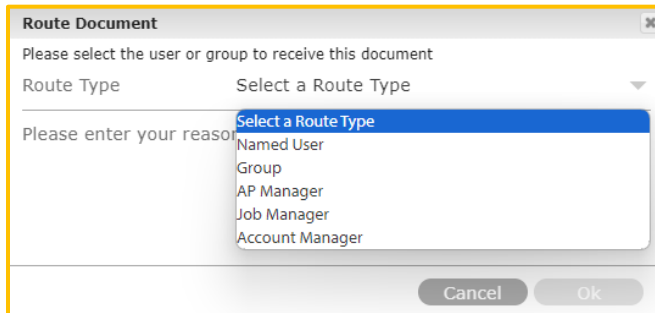 Route Document
Please select the user or group to receive this document
Route Type Select a Route Type
Select a Route Type
Please enter your reason
Named User
Group
AP Manager
Job Manager
Account Manager
Cancel Ok